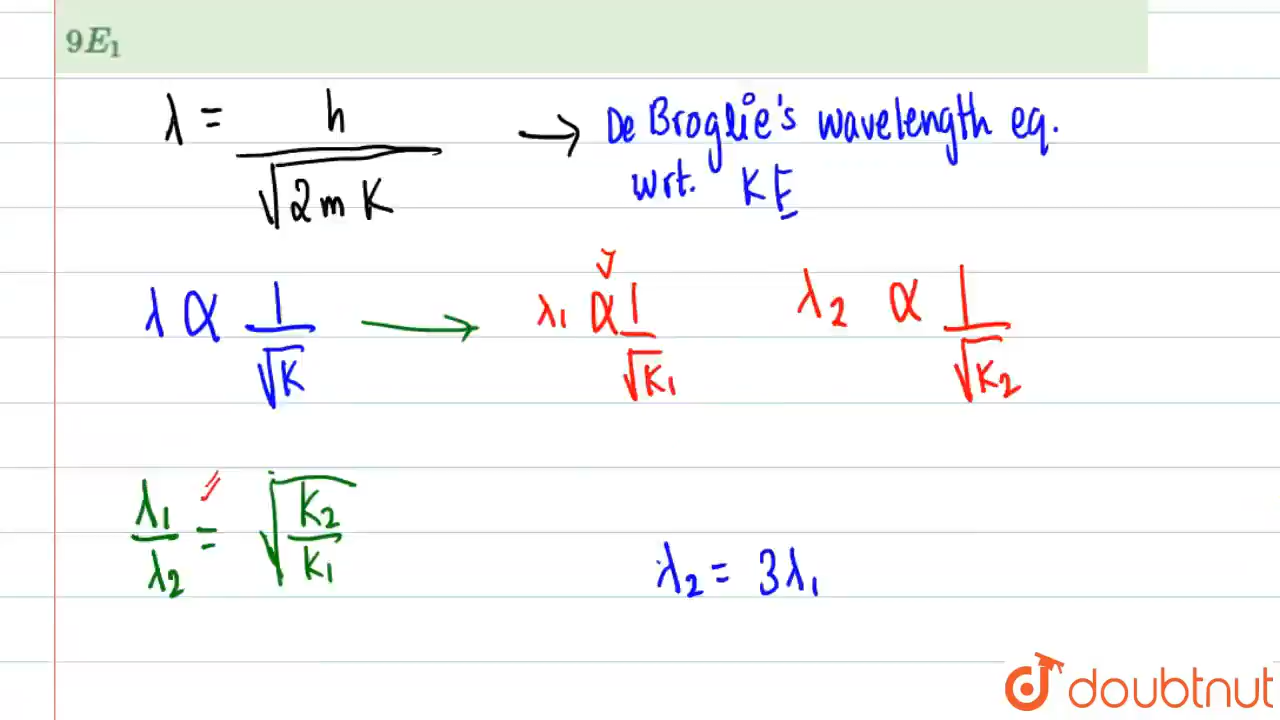 9E₁
λ = h / √(2mK) → De Broglie's wavelength eq.
wrt. KE
λ ∝ 1/√K → λ₁ ∝ 1/√K₁ λ₂ ∝ 1/√K₂
λ₁/λ₂ = √(K₂/K₁)
λ₂ = 3λ₁
doubtnut